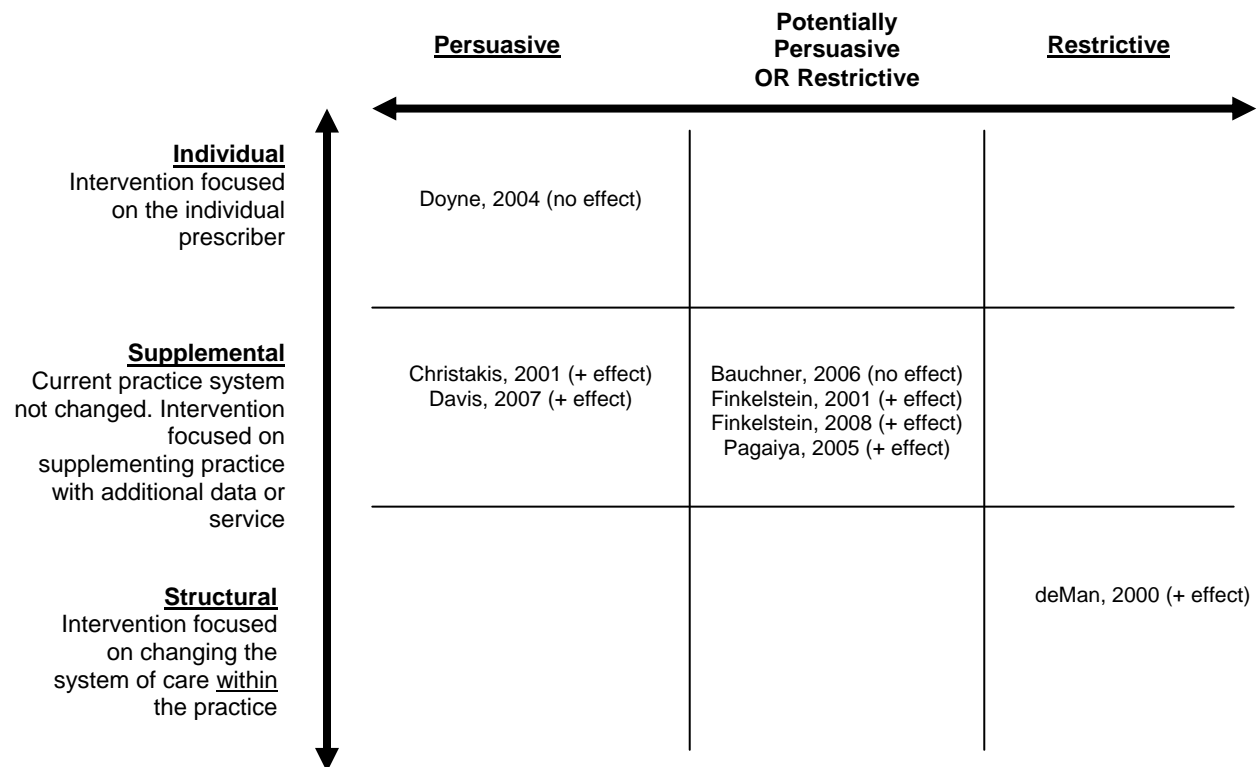 Persuasive
Potentially
Persuasive
OR Restrictive
Restrictive
Individual
Intervention focused
on the individual
prescriber
Doyne, 2004 (no effect)
Supplemental
Current practice system
not changed. Intervention
focused on
supplementing practice
with additional data or
service
Christakis, 2001 (+ effect)
Davis, 2007 (+ effect)
Bauchner, 2006 (no effect)
Finkelstein, 2001 (+ effect)
Finkelstein, 2008 (+ effect)
Pagaiya, 2005 (+ effect)
Structural
Intervention focused
on changing the
system of care within
the practice
deMan, 2000 (+ effect)